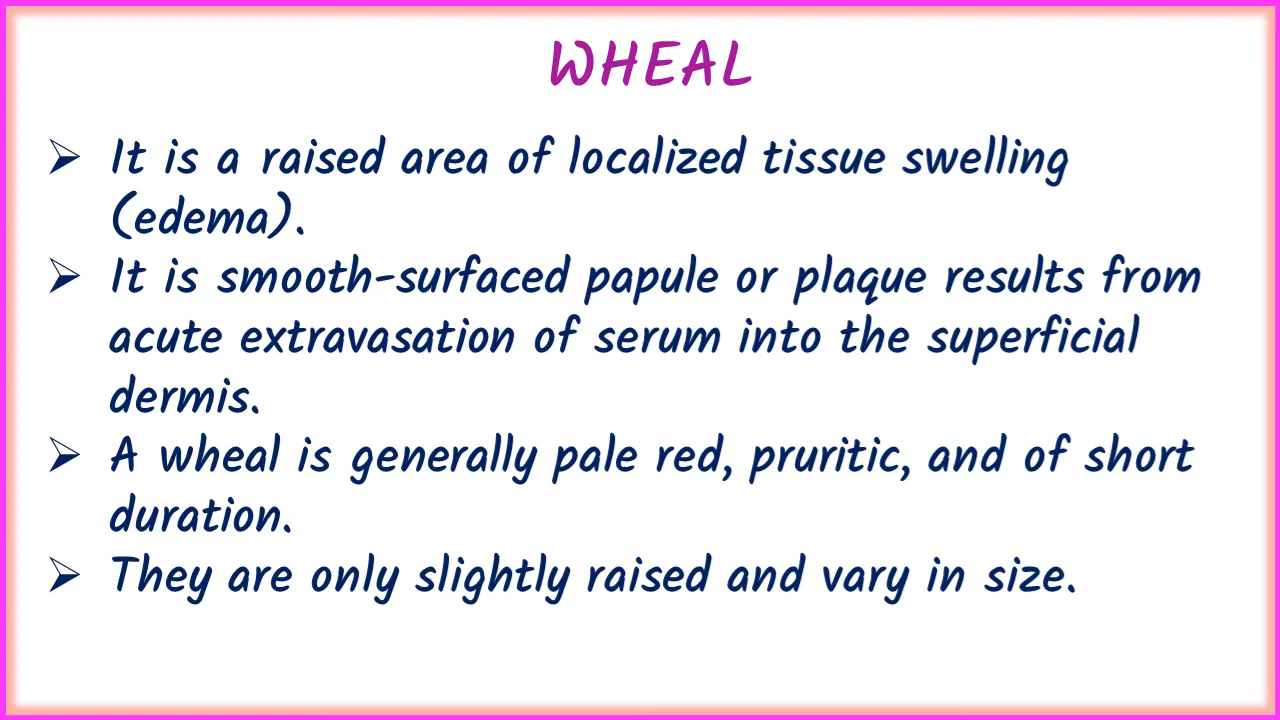 WHEAL
➢ It is a raised area of localized tissue swelling
(edema).
➢ It is smooth-surfaced papule or plaque results from
acute extravasation of serum into the superficial
dermis.
➢ A wheal is generally pale red, pruritic, and of short
duration.
➢ They are only slightly raised and vary in size.